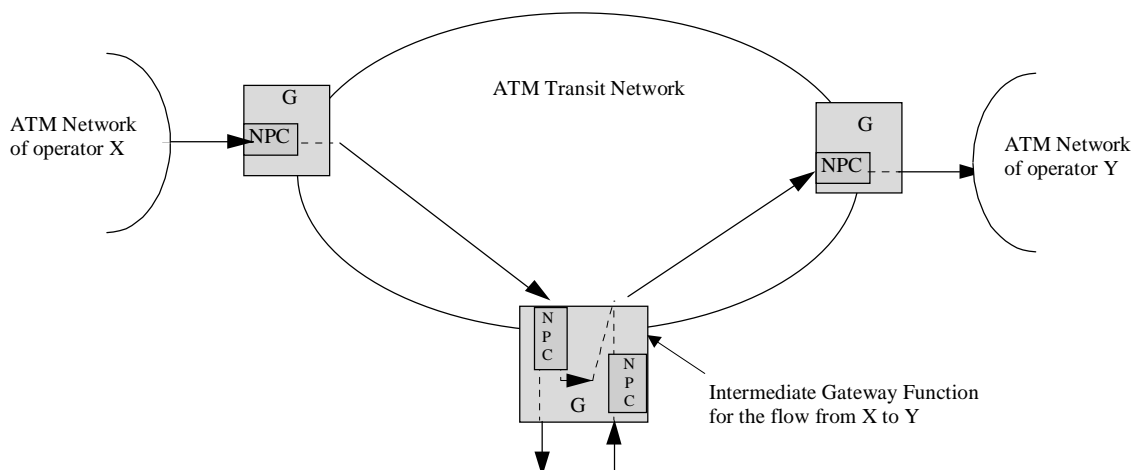 ATM Transit Network
G
NPC
ATM Network
of operator X
G
NPC
ATM Network
of operator Y
N
P
C
N
P
C
G
Intermediate Gateway Function
for the flow from X to Y